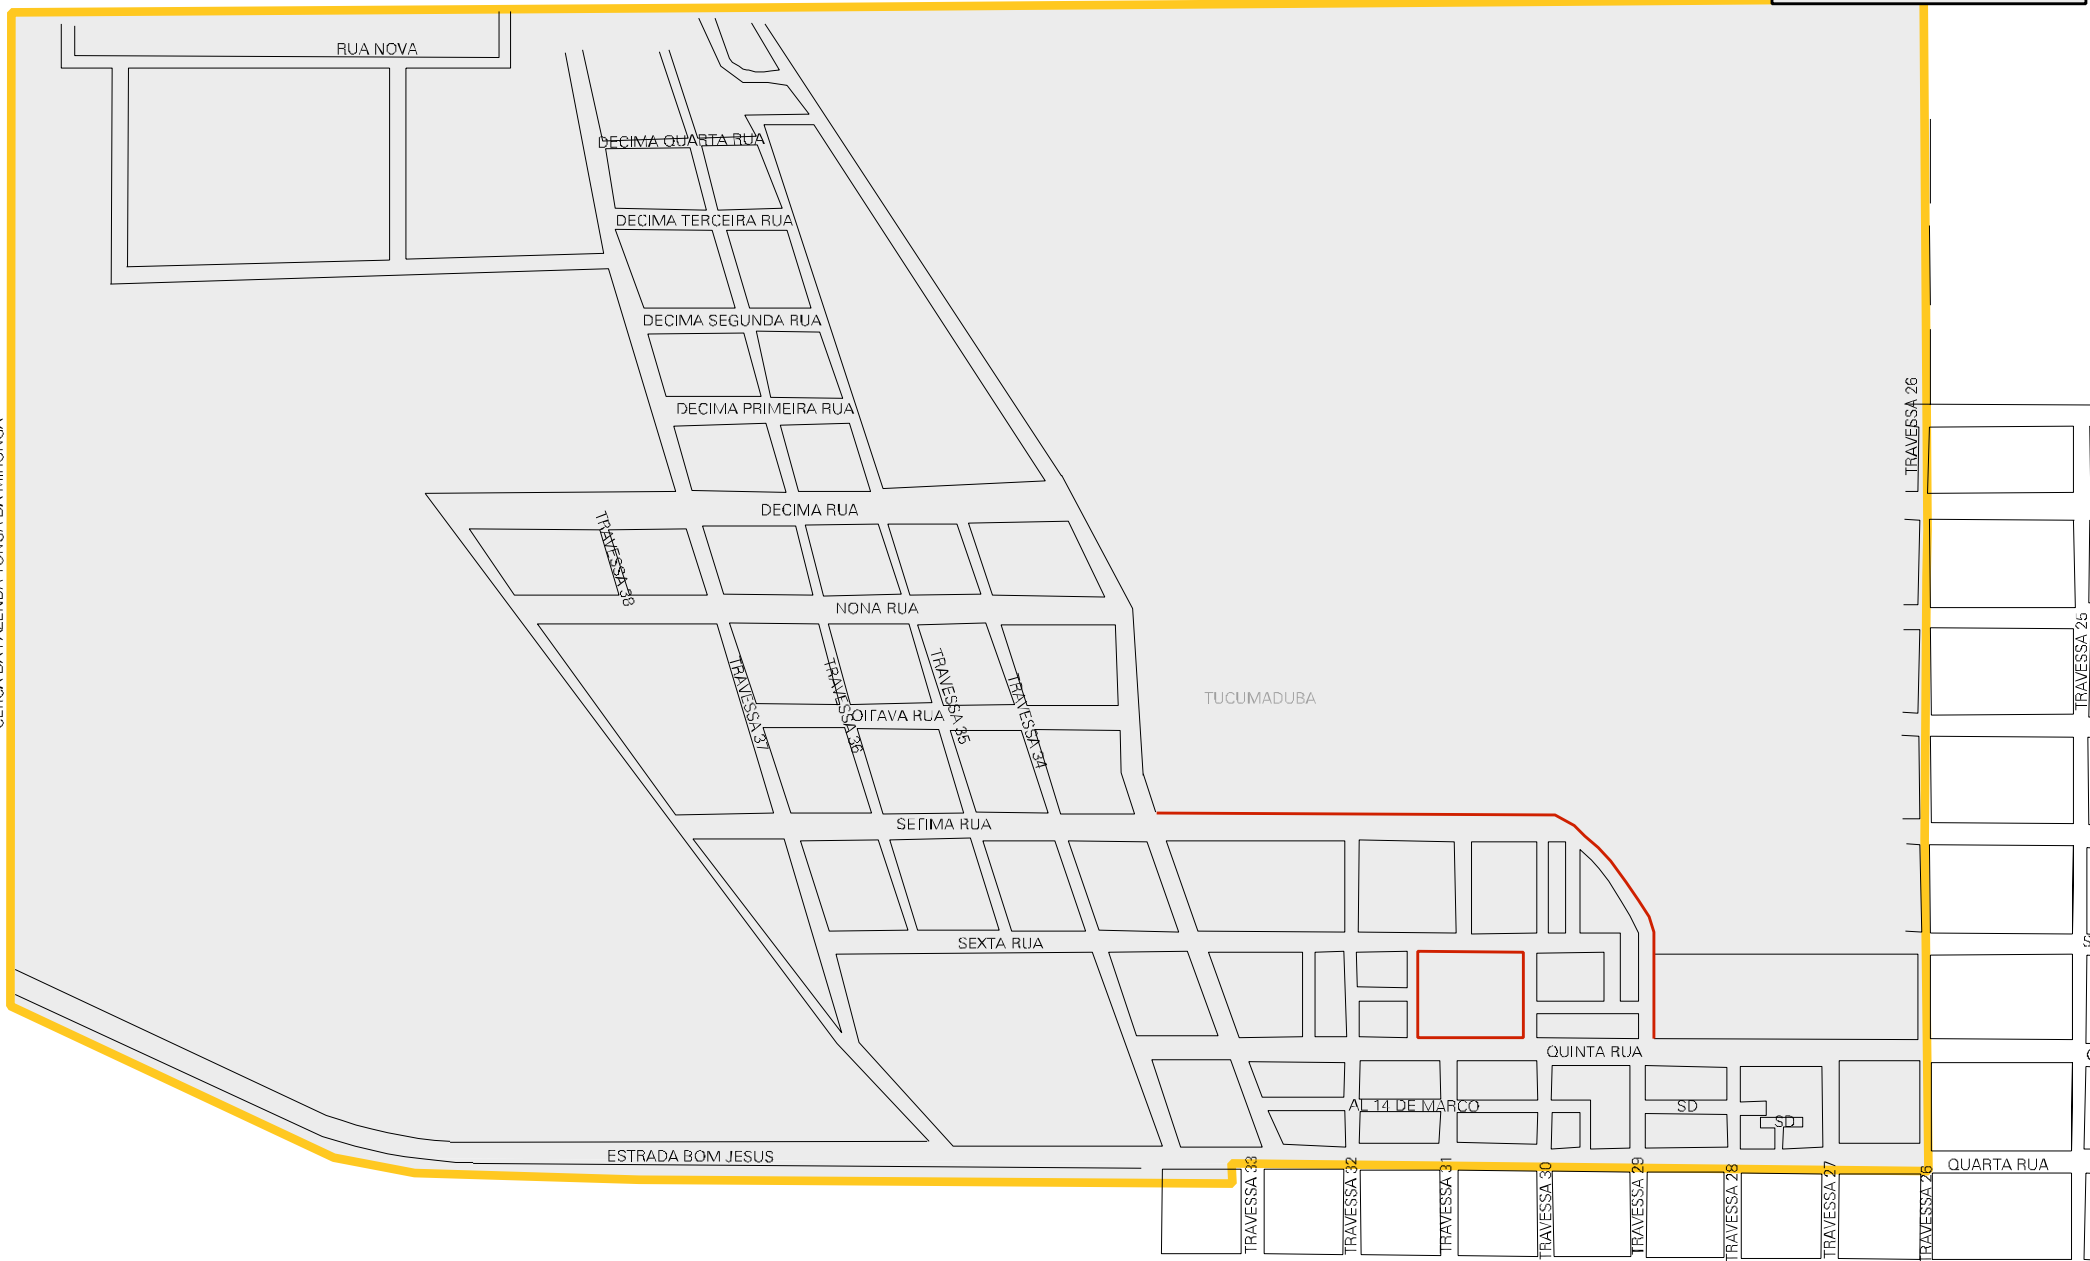 RUA NOVA
DECIMA QUARTA RUA
DECIMA TERCEIRA RUA
DECIMA SEGUNDA RUA
DECIMA PRIMEIRA RUA
TRAVESSA 26
DECIMA RUA
TRAVESSA 38
NONA RUA
TRAVESSA 25
TRAVESSA 37
TRAVESSA 36
TRAVESSA 35
TRAVESSA 34
TUCUMADUBA
OITAVA RUA
SETIMA RUA
SEXTA RUA
QUINTA RUA
AL 14 DE MARCO
SD
SD
ESTRADA BOM JESUS
QUARTA RUA
TRAVESSA 33
TRAVESSA 32
TRAVESSA 31
TRAVESSA 30
TRAVESSA 29
TRAVESSA 28
TRAVESSA 27
TRAVESSA 26